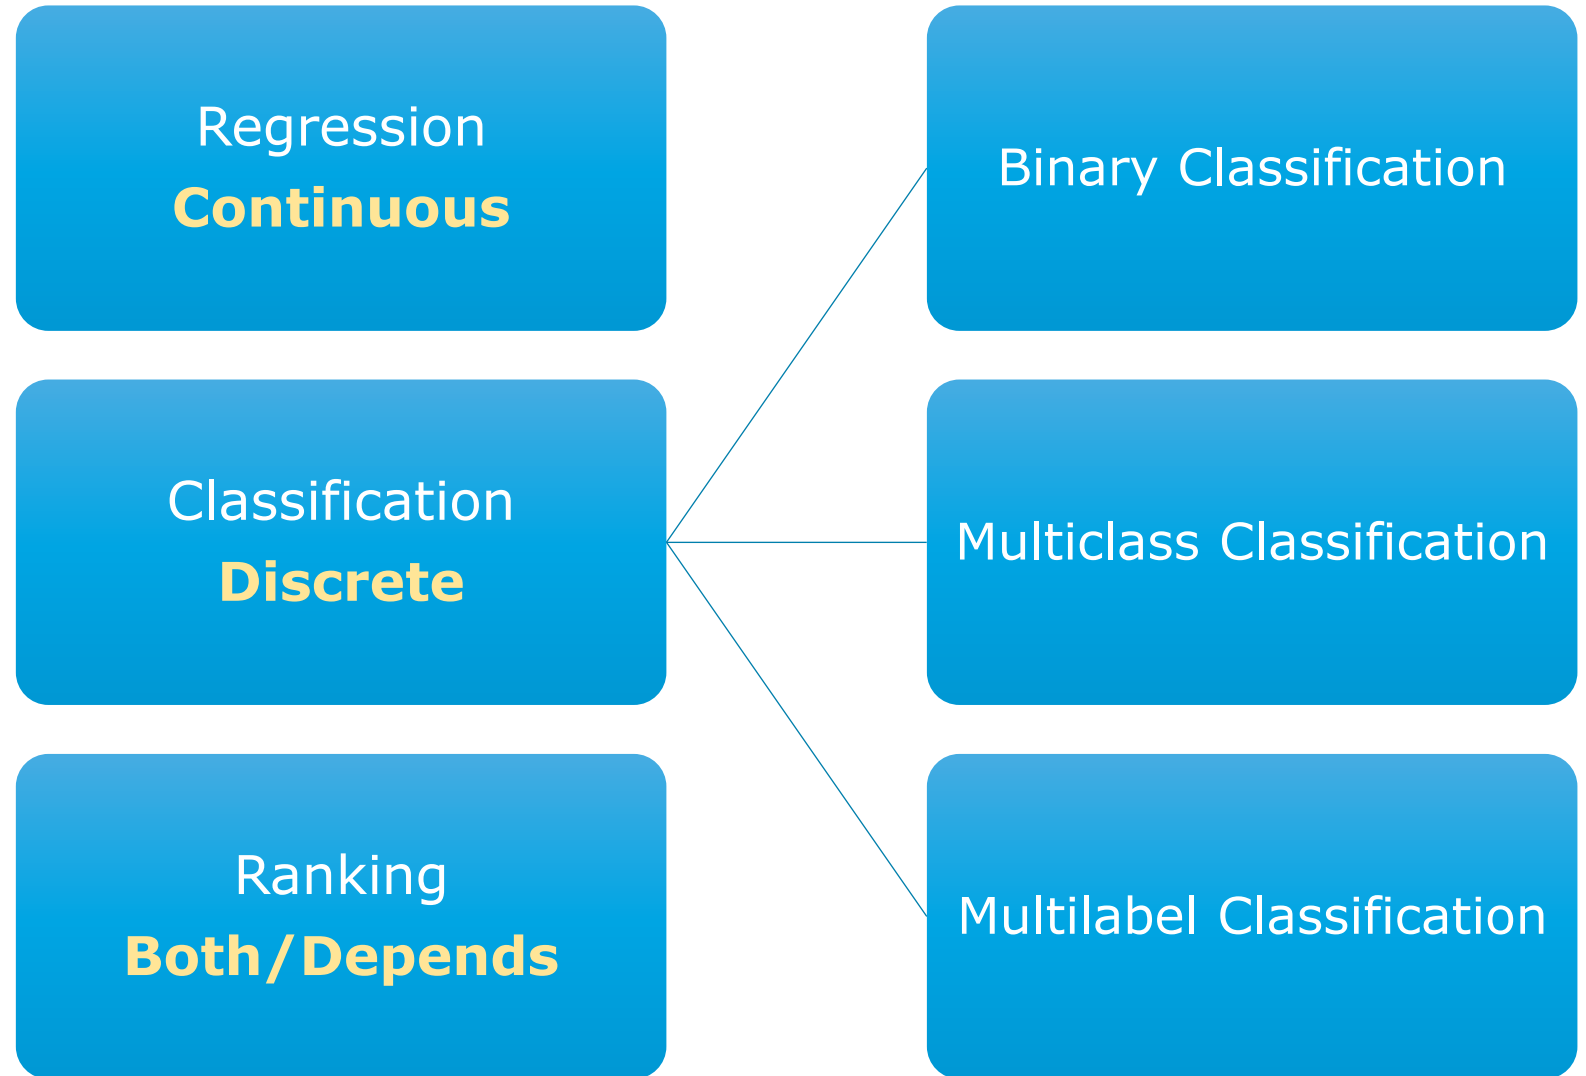 Regression
Continuous
Classification
Discrete
Ranking
Both/Depends
Binary Classification
Multiclass Classification
Multilabel Classification